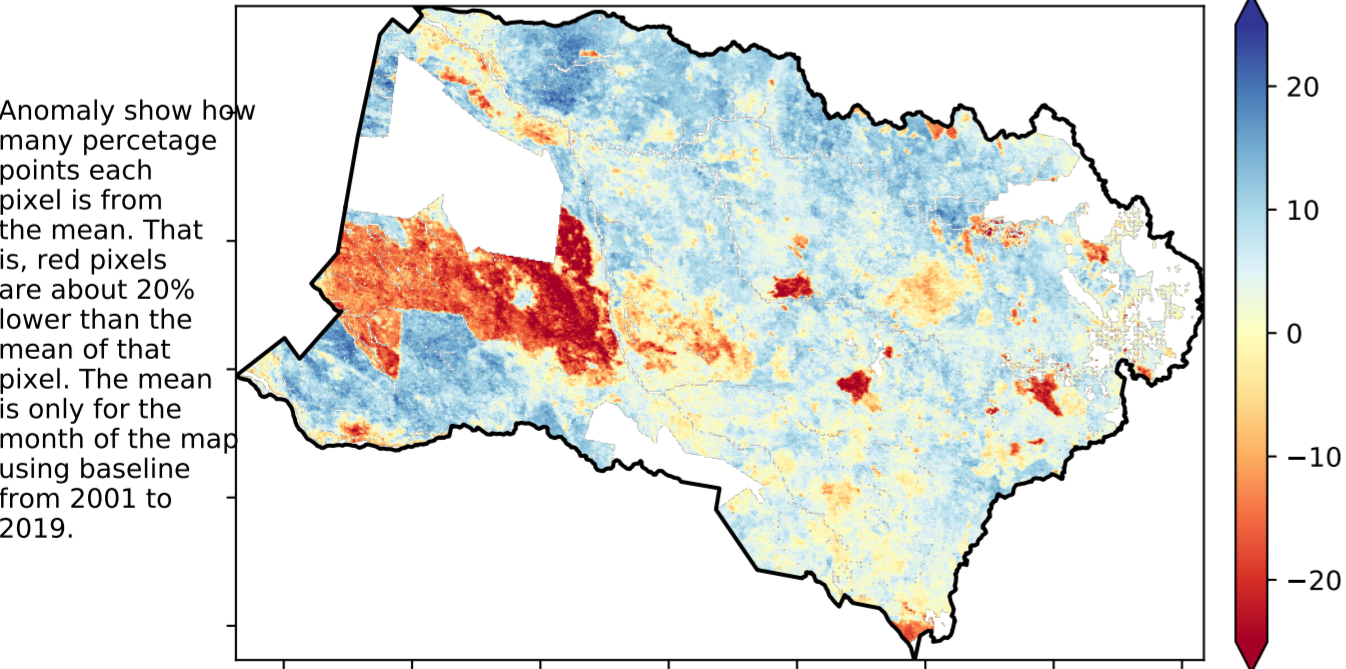 Anomaly show how
many percetage
points each
pixel is from
the mean. That
is, red pixels
are about 20%
lower than the
mean of that
pixel. The mean
is only for the
month of the map
using baseline
from 2001 to
2019.
20
10
0
−10
−20